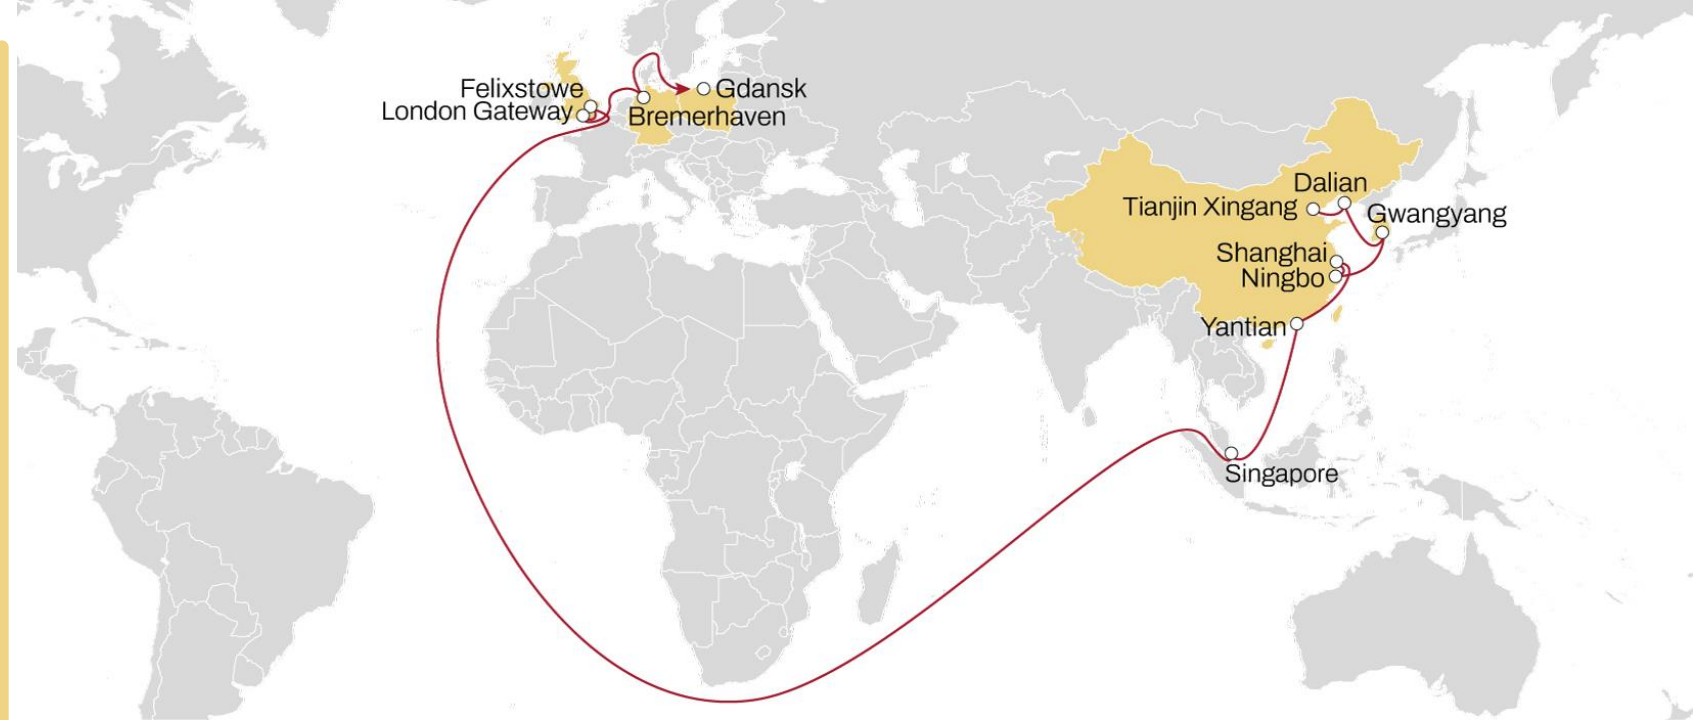 Felixstowe
Gdansk
London Gateway
Bremerhaven
Dalian
Tianjin Xingang
Gwangyang
Shanghai
Ningbo
Yantian
Singapore